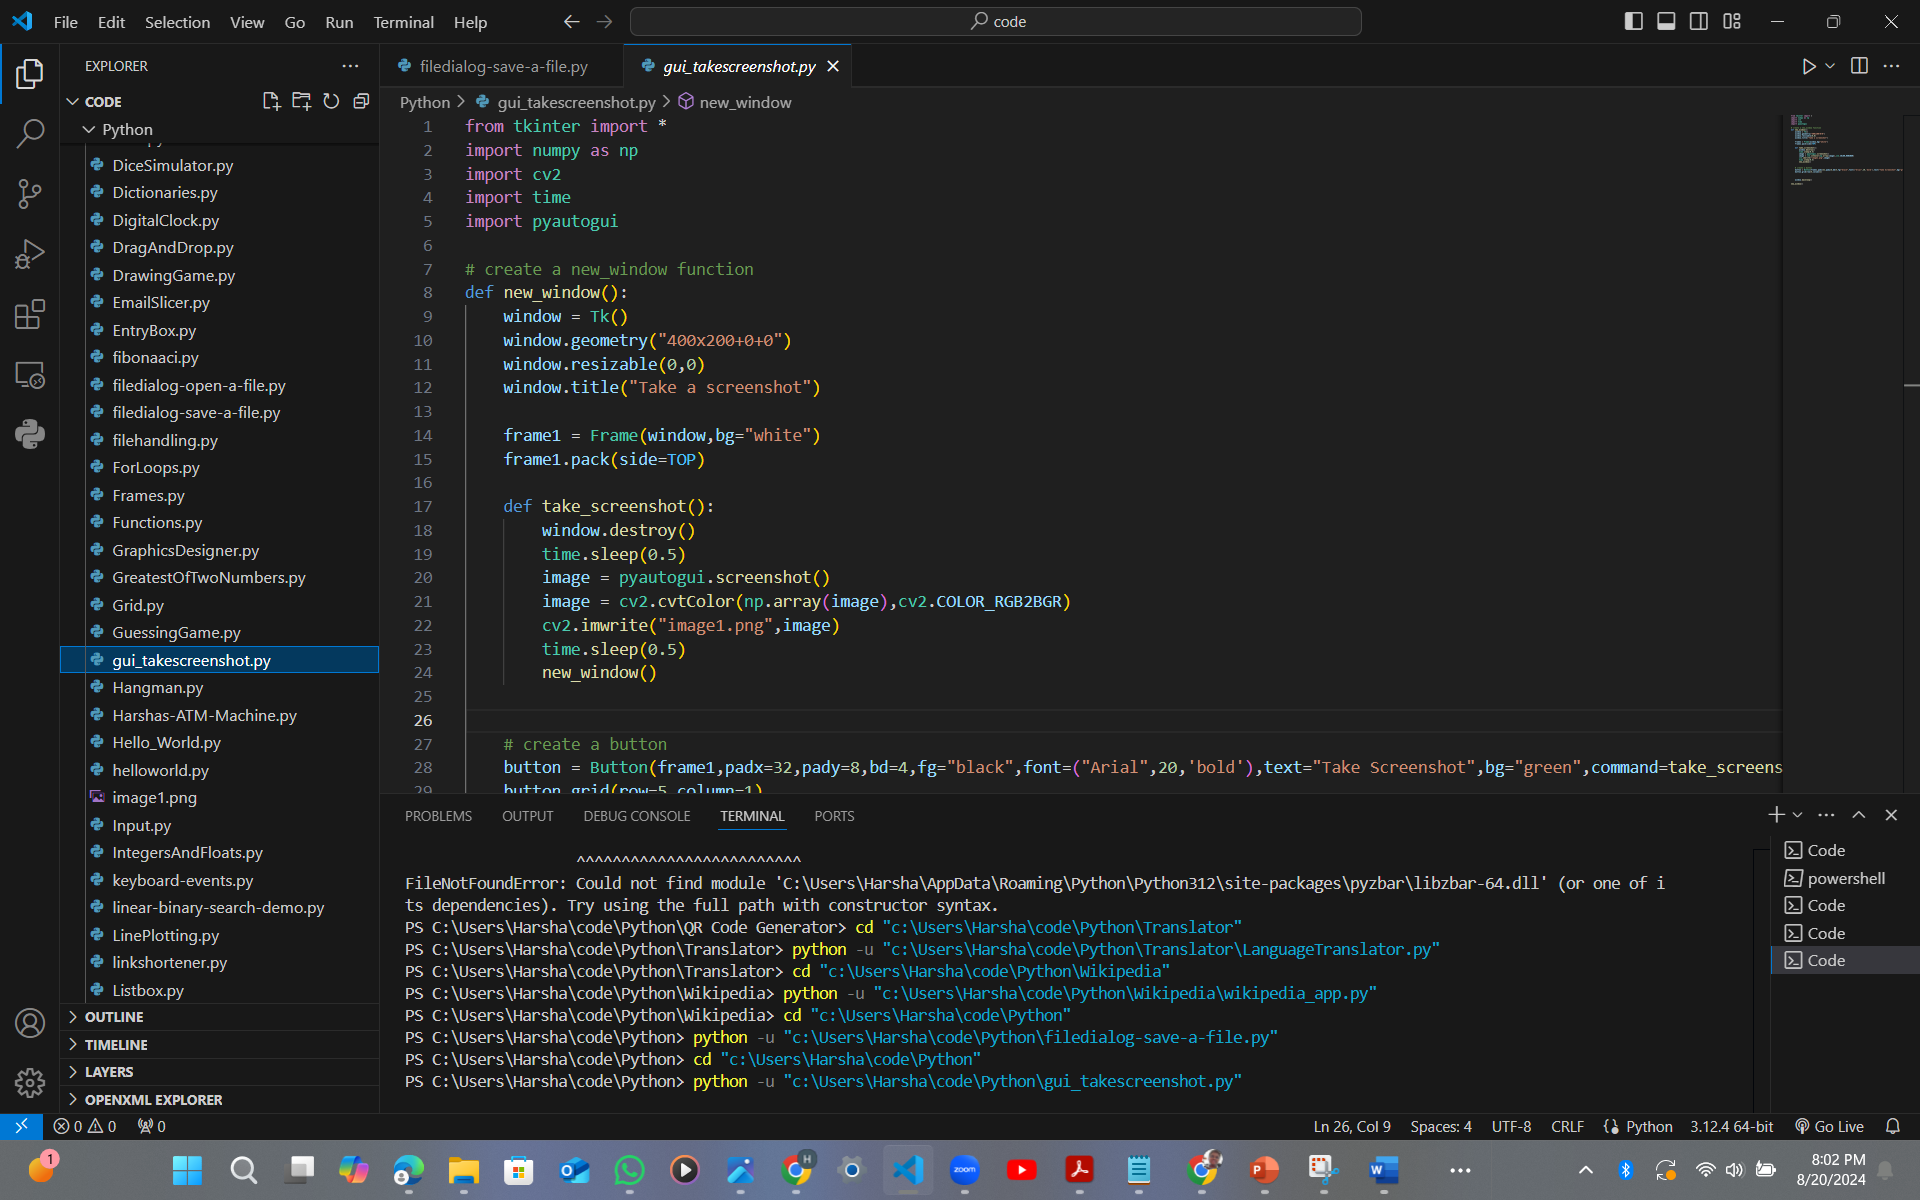 File Edit Selection View Go Run Terminal Help
code
EXPLORER
filedialog-save-a-file.py
gui_takescreenshot.py
CODE
Python
DiceSimulator.py
Dictionaries.py
DigitalClock.py
DragAndDrop.py
DrawingGame.py
EmailSlicer.py
EntryBox.py
fibonaaci.py
filedialog-open-a-file.py
filedialog-save-a-file.py
filehandling.py
ForLoops.py
Frames.py
Functions.py
GraphicsDesigner.py
GreatestOfTwoNumbers.py
Grid.py
GuessingGame.py
gui_takescreenshot.py
Hangman.py
Harshas-ATM-Machine.py
Hello_World.py
helloworld.py
image1.png
Input.py
IntegersAndFloats.py
keyboard-events.py
linear-binary-search-demo.py
LinePlotting.py
linkshortener.py
Listbox.py
OUTLINE
TIMELINE
LAYERS
OPENXML EXPLORER
Python > gui_takescreenshot.py > new_window
1 from tkinter import *
2 import numpy as np
3 import cv2
4 import time
5 import pyautogui
6
7 # create a new_window function
8 def new_window():
9 window = Tk()
10 window.geometry("400x200+0+0")
11 window.resizable(0,0)
12 window.title("Take a screenshot")
13
14 frame1 = Frame(window,bg="white")
15 frame1.pack(side=TOP)
16
17 def take_screenshot():
18 window.destroy()
19 time.sleep(0.5)
20 image = pyautogui.screenshot()
21 image = cv2.cvtColor(np.array(image),cv2.COLOR_RGB2BGR)
22 cv2.imwrite("image1.png",image)
23 time.sleep(0.5)
24 new_window()
25
26
27 # create a button
28 button = Button(frame1,padx=32,pady=8,bd=4,fg="black",font=("Arial",20,'bold'),text="Take Screenshot",bg="green",command=take_screens
29 button.grid(row=5,column=1)
PROBLEMS OUTPUT DEBUG CONSOLE TERMINAL PORTS
^^^^^^^^^^^^^^^^^^^^^^^^^
FileNotFoundError: Could not find module 'C:\Users\Harsha\AppData\Roaming\Python\Python312\site-packages\pyzbar\libzbar-64.dll' (or one of i
ts dependencies). Try using the full path with constructor syntax.
PS C:\Users\Harsha\code\Python\QR Code Generator> cd "c:\Users\Harsha\code\Python\Translator"
PS C:\Users\Harsha\code\Python\Translator> python -u "c:\Users\Harsha\code\Python\Translator\LanguageTranslator.py"
PS C:\Users\Harsha\code\Python\Translator> cd "c:\Users\Harsha\code\Python\Wikipedia"
PS C:\Users\Harsha\code\Python\Wikipedia> python -u "c:\Users\Harsha\code\Python\Wikipedia\wikipedia_app.py"
PS C:\Users\Harsha\code\Python\Wikipedia> cd "c:\Users\Harsha\code\Python"
PS C:\Users\Harsha\code\Python> python -u "c:\Users\Harsha\code\Python\filedialog-save-a-file.py"
PS C:\Users\Harsha\code\Python> cd "c:\Users\Harsha\code\Python"
PS C:\Users\Harsha\code\Python> python -u "c:\Users\Harsha\code\Python\gui_takescreenshot.py"
Code
powershell
Code
Code
Code
0 0 0
Ln 26, Col 9 Spaces: 4 UTF-8 CRLF Python 3.12.4 64-bit Go Live
1
H
zoom
8:02 PM
8/20/2024